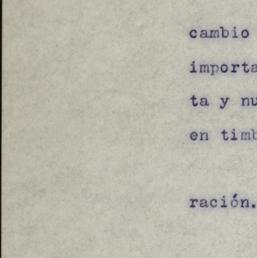 cambio
importa
ta y nu
en timb
ración.